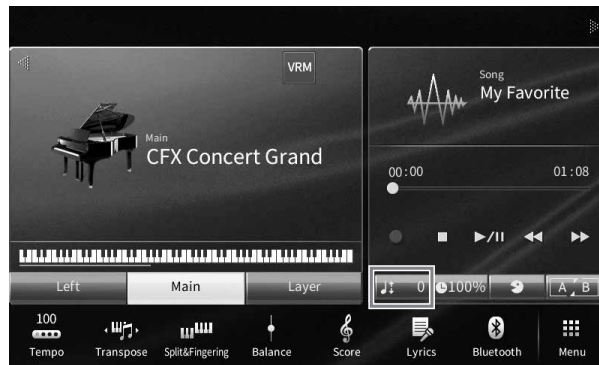 VRM
Main
CFX Concert Grand
Song
My Favorite
00:00
01:08
Left
Main
Layer
0
100%
A B
100
Tempo
Transpose
Split&Fingering
Balance
Score
Lyrics
Bluetooth
Menu